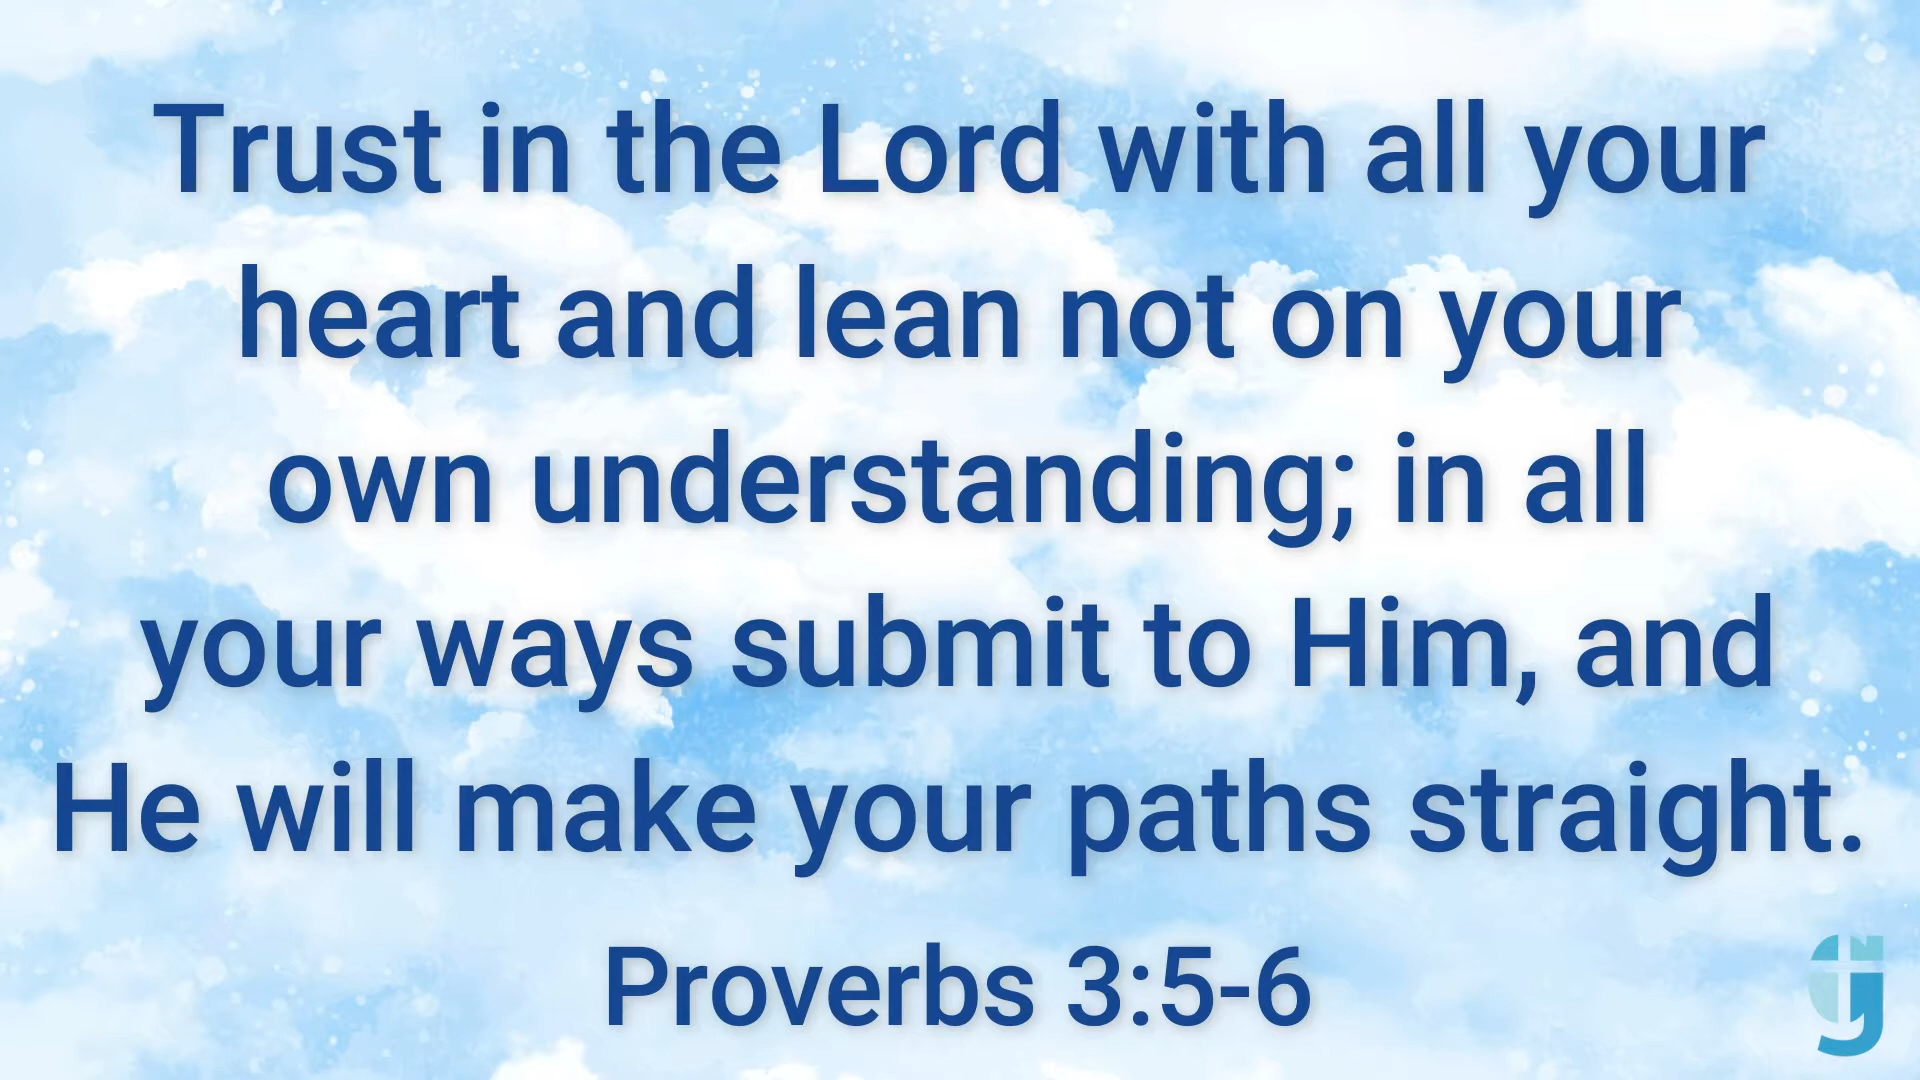 Trust in the Lord with all your
heart and lean not on your
own understanding; in all
your ways submit to Him, and
He will make your paths straight.
Proverbs 3:5-6